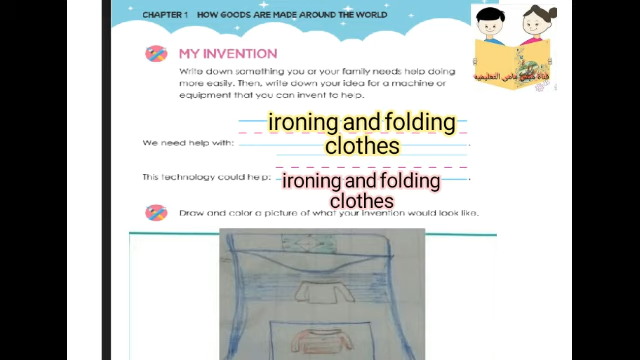 CHAPTER 1 HOW GOODS ARE MADE AROUND THE WORLD
MY INVENTION
Write down something you or your family needs help doing
more easily. Then, write down your idea for a machine or
equipment that you can invent to help.
ironing and folding
clothes
We need help with:
.
ironing and folding
clothes
This technology could help:
.
Draw and color a picture of what your invention would look like.